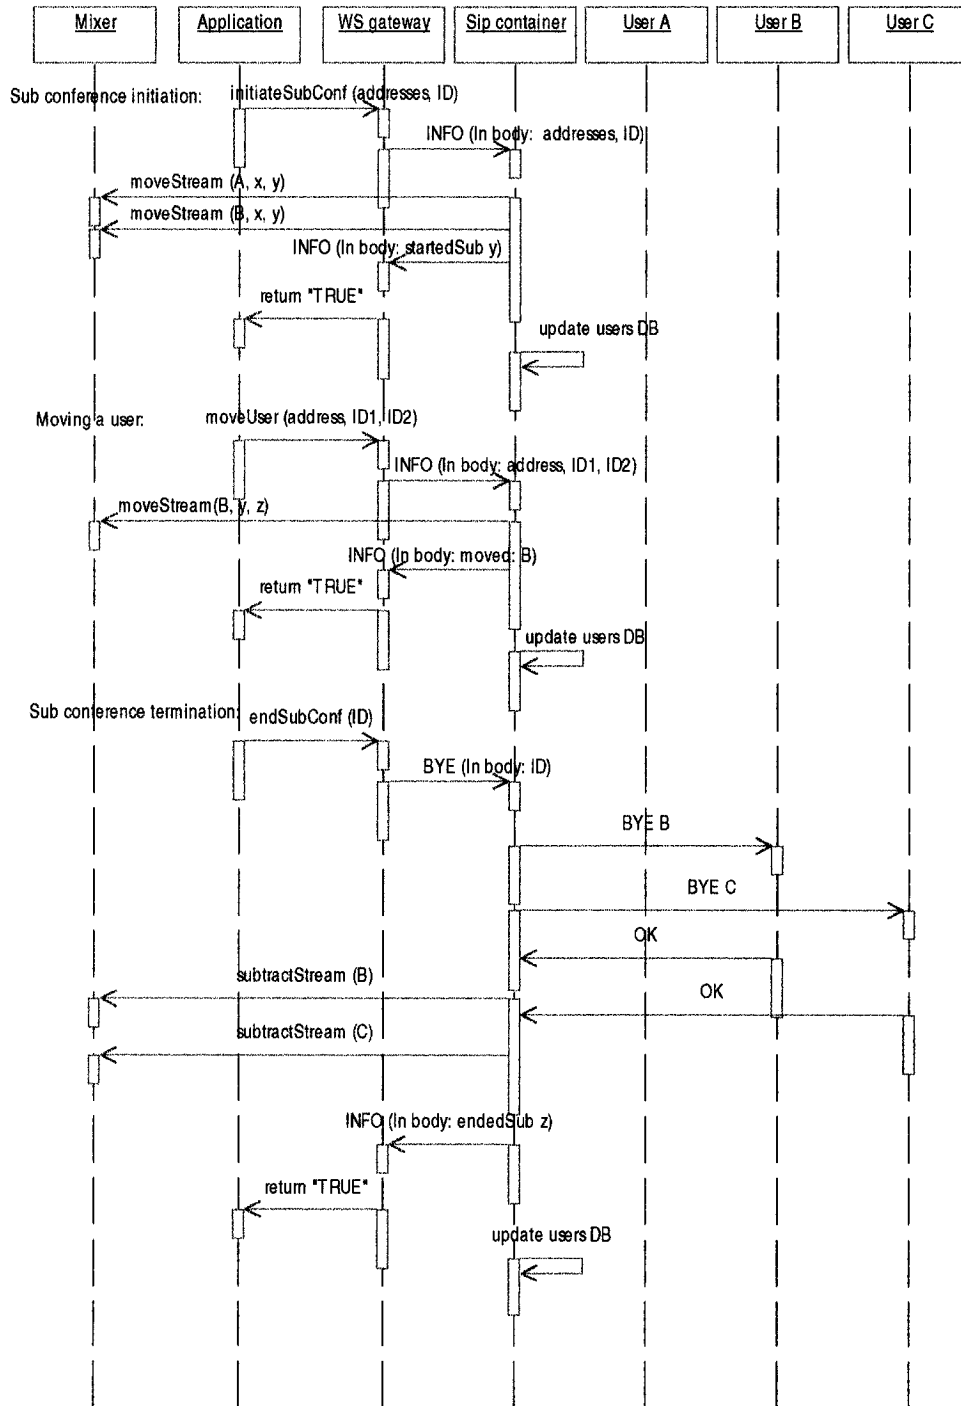 Mixer
Application
WS gateway
Sip container
User A
User B
User C
Sub conference initiation:
initiateSubConf (addresses, ID)
INFO (In body: addresses, ID)
moveStream (A, x, y)
moveStream (B, x, y)
INFO (In body: startedSub y)
return "TRUE"
update users DB
Moving a user:
moveUser (address, ID1, ID2)
INFO (In body: address, ID1, ID2)
moveStream(B, y, z)
INFO (In body: moved: B)
return "TRUE"
update users DB
Sub conference termination:
endSubConf (ID)
BYE (In body: ID)
BYE B
BYE C
OK
subtractStream (B)
OK
subtractStream (C)
INFO (In body: endedSub z)
return "TRUE"
update users DB